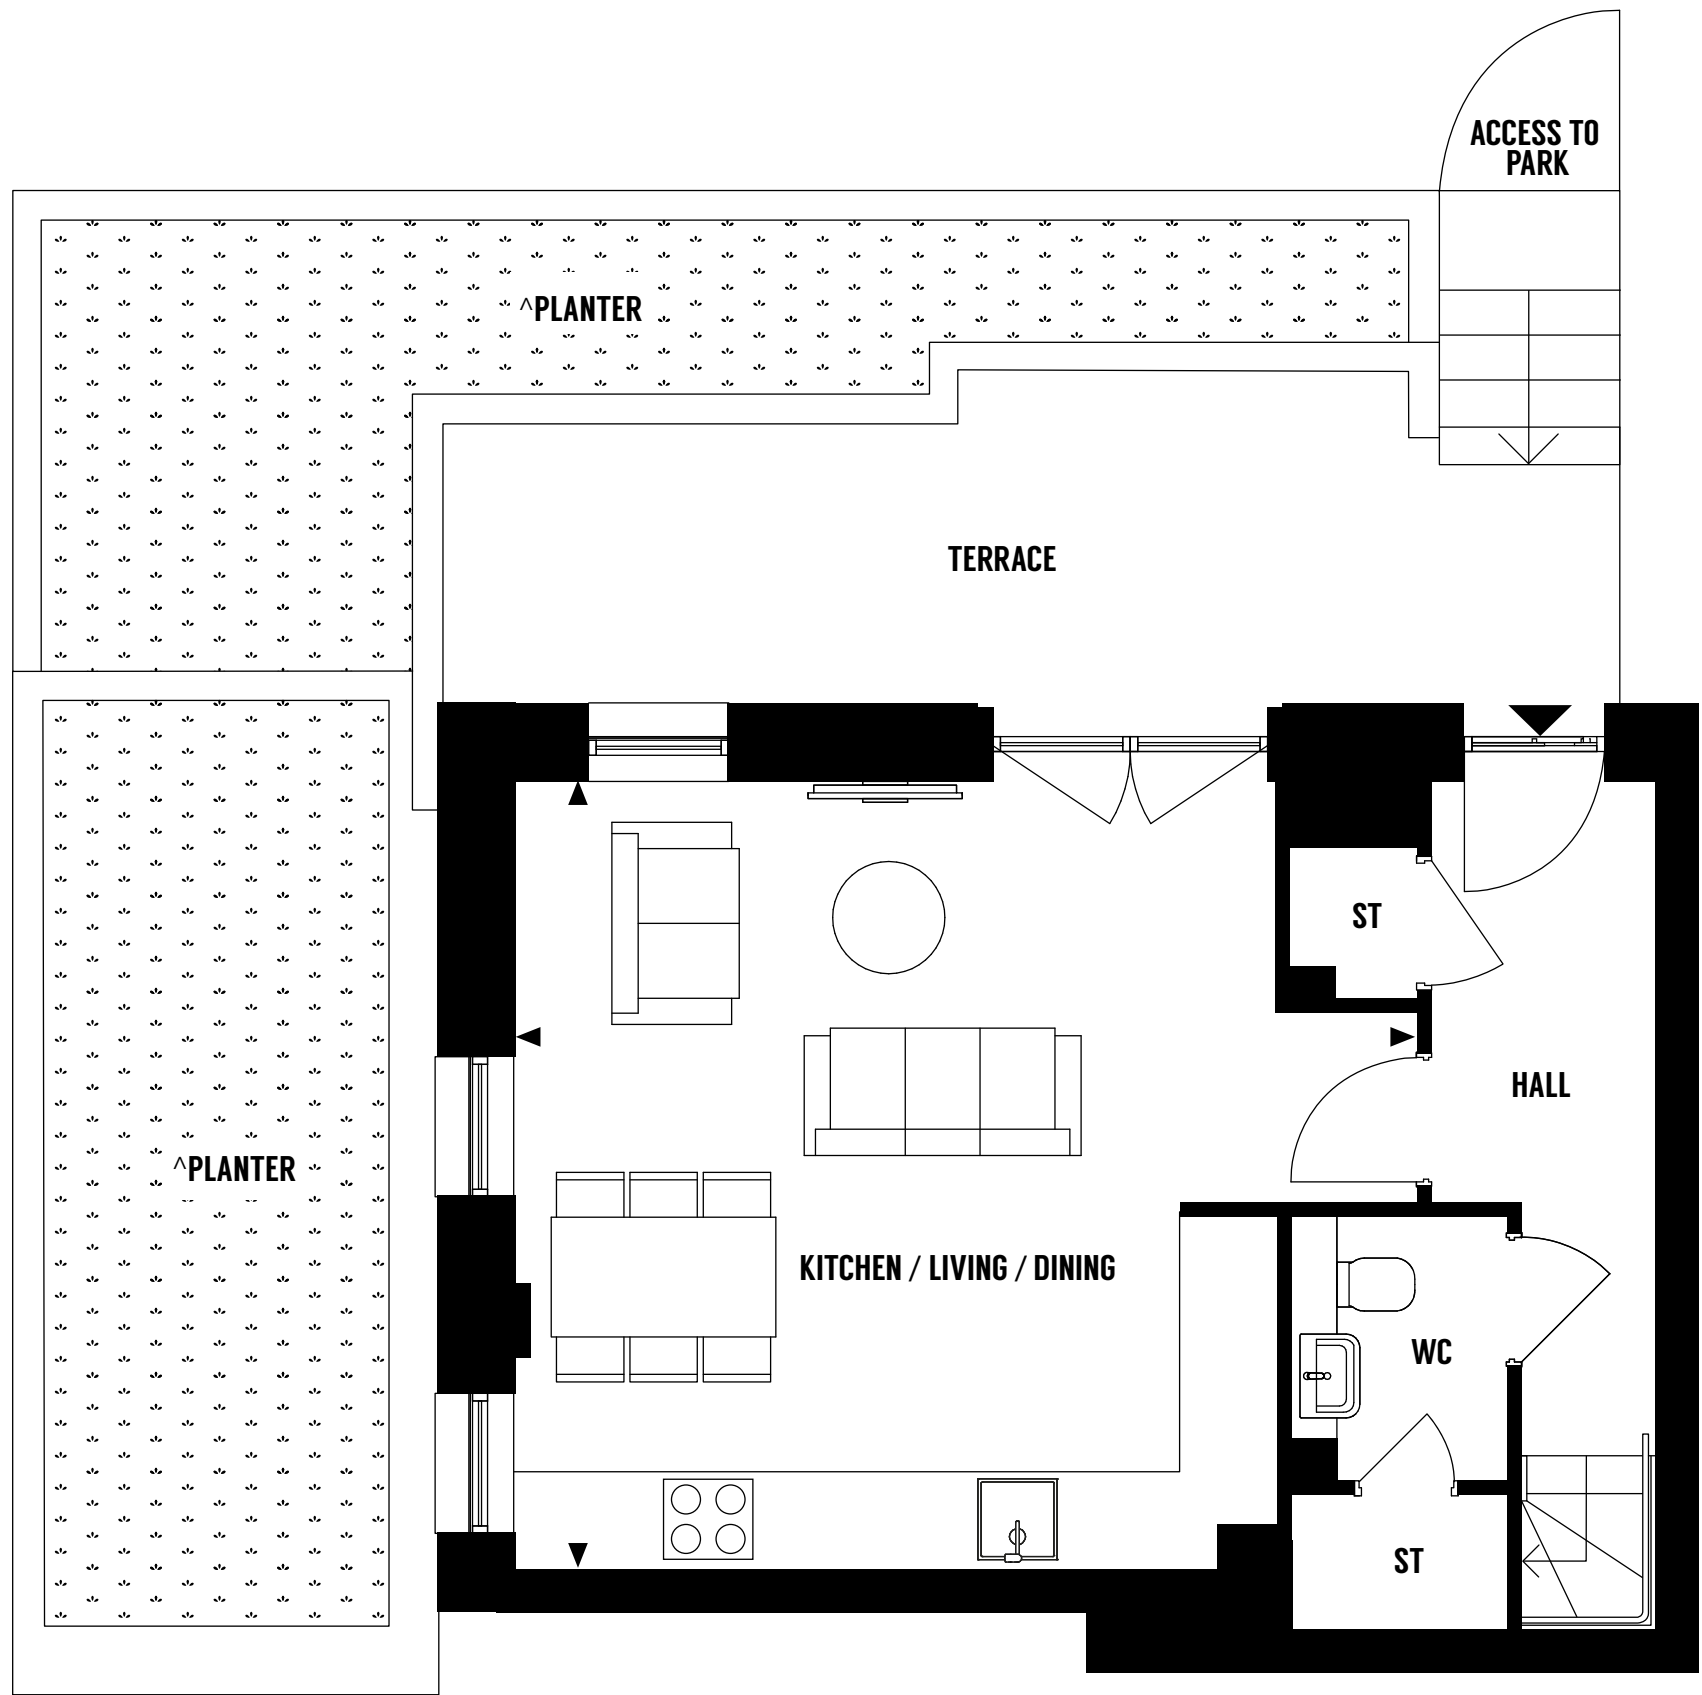 ACCESS TO
PARK
^PLANTER
TERRACE
ST
HALL
^PLANTER
KITCHEN / LIVING / DINING
WC
ST